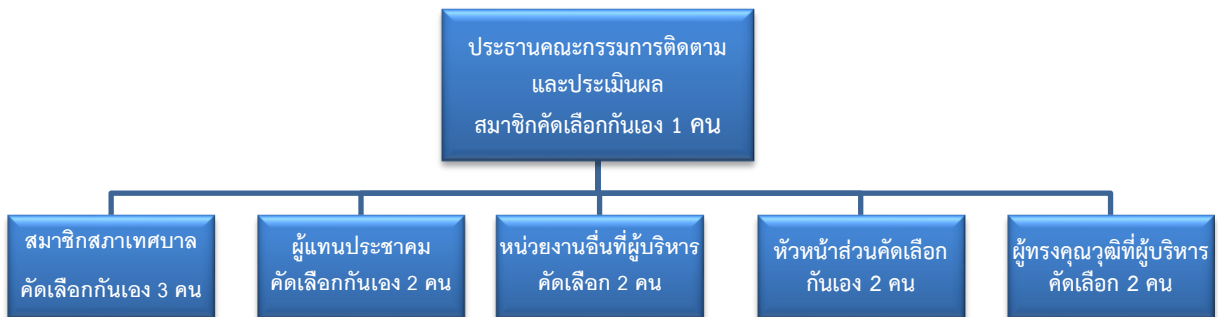 ประธานคณะกรรมการติดตาม
และประเมินผล
สมาชิกคัดเลือกกันเอง 1 คน
สมาชิกสภาเทศบาล
คัดเลือกกันเอง 3 คน
ผู้แทนประชาคม
คัดเลือกกันเอง 2 คน
หน่วยงานอื่นที่ผู้บริหาร
คัดเลือก 2 คน
หัวหน้าส่วนคัดเลือก
กันเอง 2 คน
ผู้ทรงคุณวุฒิที่ผู้บริหาร
คัดเลือก 2 คน